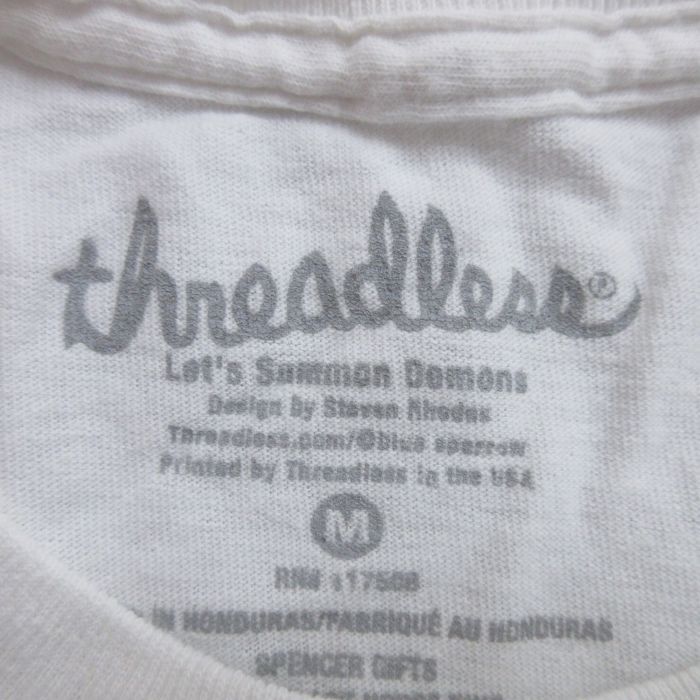 threadless®
Let's Summon Demons
Design by Steven Rhodes
Threadless.com/@blue sparrow
Printed by Threadless in the USA
M
RN#
IN HONDURAS/FABRIQUÉ AU HONDURAS
SPENCER GIFTS